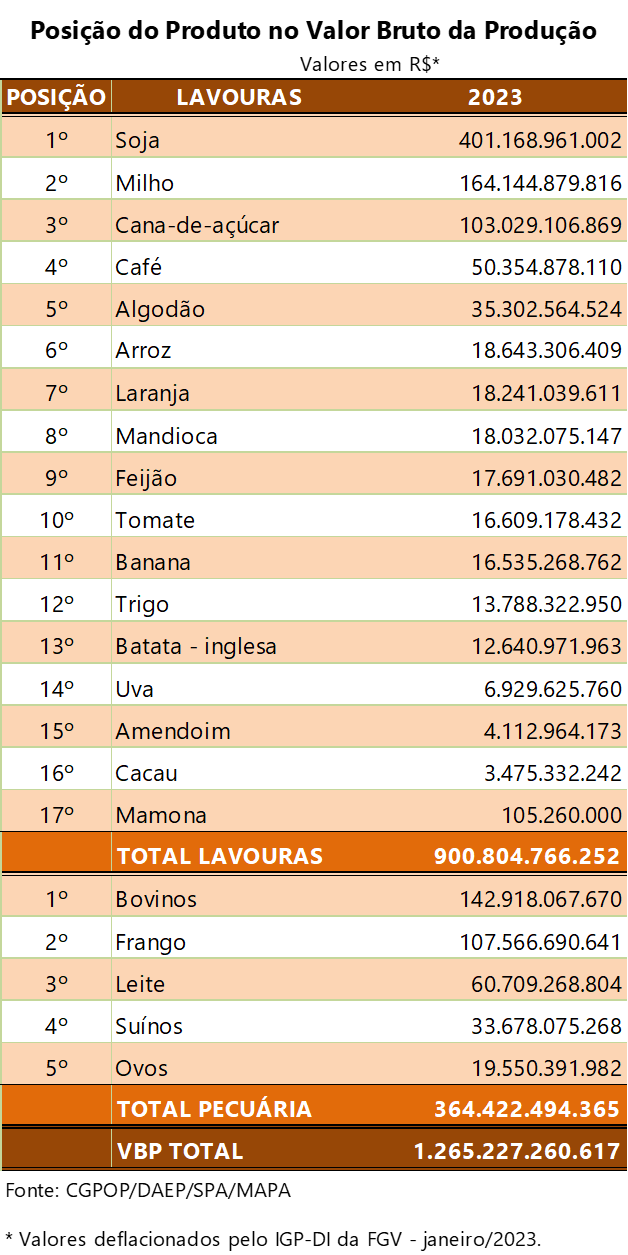 Posição do Produto no Valor Bruto da Produção
Valores em R$*
POSIÇÃO LAVOURAS 2023
1º Soja 401.168.961.002
2º Milho 164.144.879.816
3º Cana-de-açúcar 103.029.106.869
4º Café 50.354.878.110
5º Algodão 35.302.564.524
6º Arroz 18.643.306.409
7º Laranja 18.241.039.611
8º Mandioca 18.032.075.147
9º Feijão 17.691.030.482
10º Tomate 16.609.178.432
11º Banana 16.535.268.762
12º Trigo 13.788.322.950
13º Batata - inglesa 12.640.971.963
14º Uva 6.929.625.760
15º Amendoim 4.112.964.173
16º Cacau 3.475.332.242
17º Mamona 105.260.000
TOTAL LAVOURAS 900.804.766.252
1º Bovinos 142.918.067.670
2º Frango 107.566.690.641
3º Leite 60.709.268.804
4º Suínos 33.678.075.268
5º Ovos 19.550.391.982
TOTAL PECUÁRIA 364.422.494.365
VBP TOTAL 1.265.227.260.617
Fonte: CGPOP/DAEP/SPA/MAPA
* Valores deflacionados pelo IGP-DI da FGV - janeiro/2023.